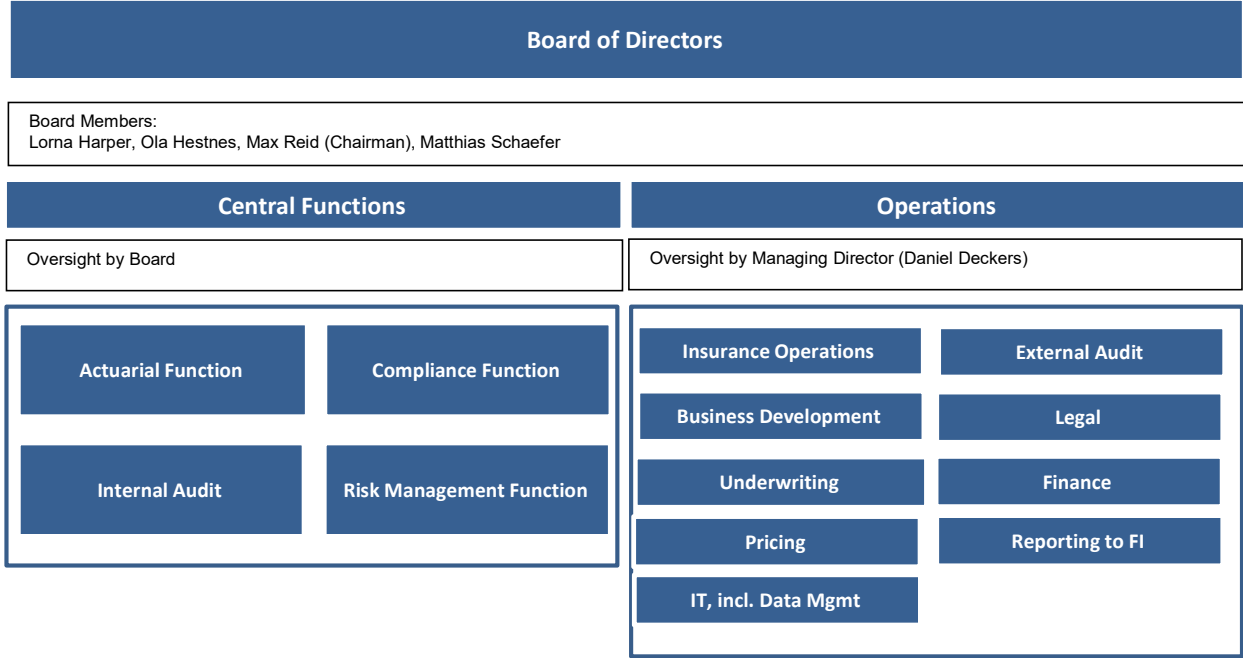 Board of Directors
Board Members:
Lorna Harper, Ola Hestnes, Max Reid (Chairman), Matthias Schaefer
Central Functions
Oversight by Board
Actuarial Function
Compliance Function
Internal Audit
Risk Management Function
Operations
Oversight by Managing Director (Daniel Deckers)
Insurance Operations
External Audit
Business Development
Legal
Underwriting
Finance
Pricing
Reporting to FI
IT, incl. Data Mgmt